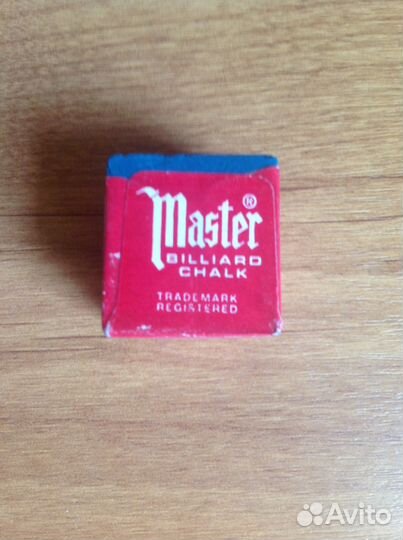 Master ®
BILLIARD
CHALK
TRADEMARK
REGISTERED
Avito